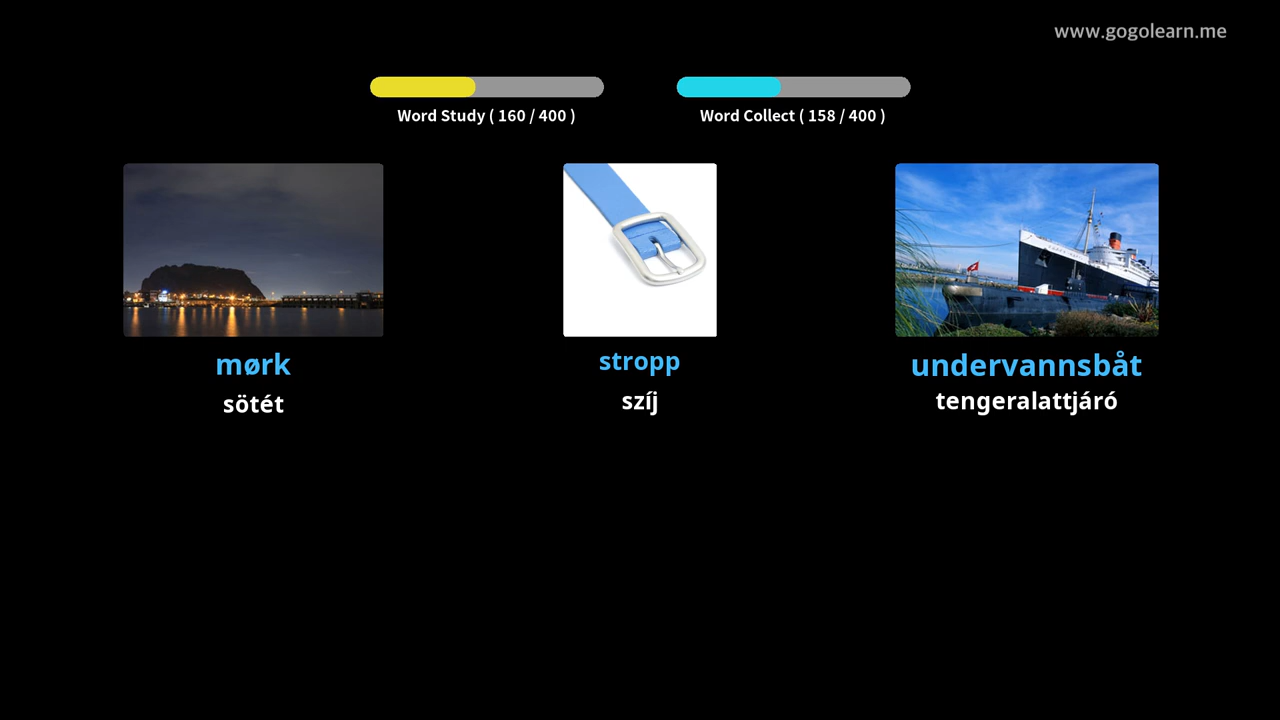 www.gogolearn.me
Word Study ( 160 / 400 )
Word Collect ( 158 / 400 )
mørk
stropp
undervannsbåt
sötét
szíj
tengeralattjáró